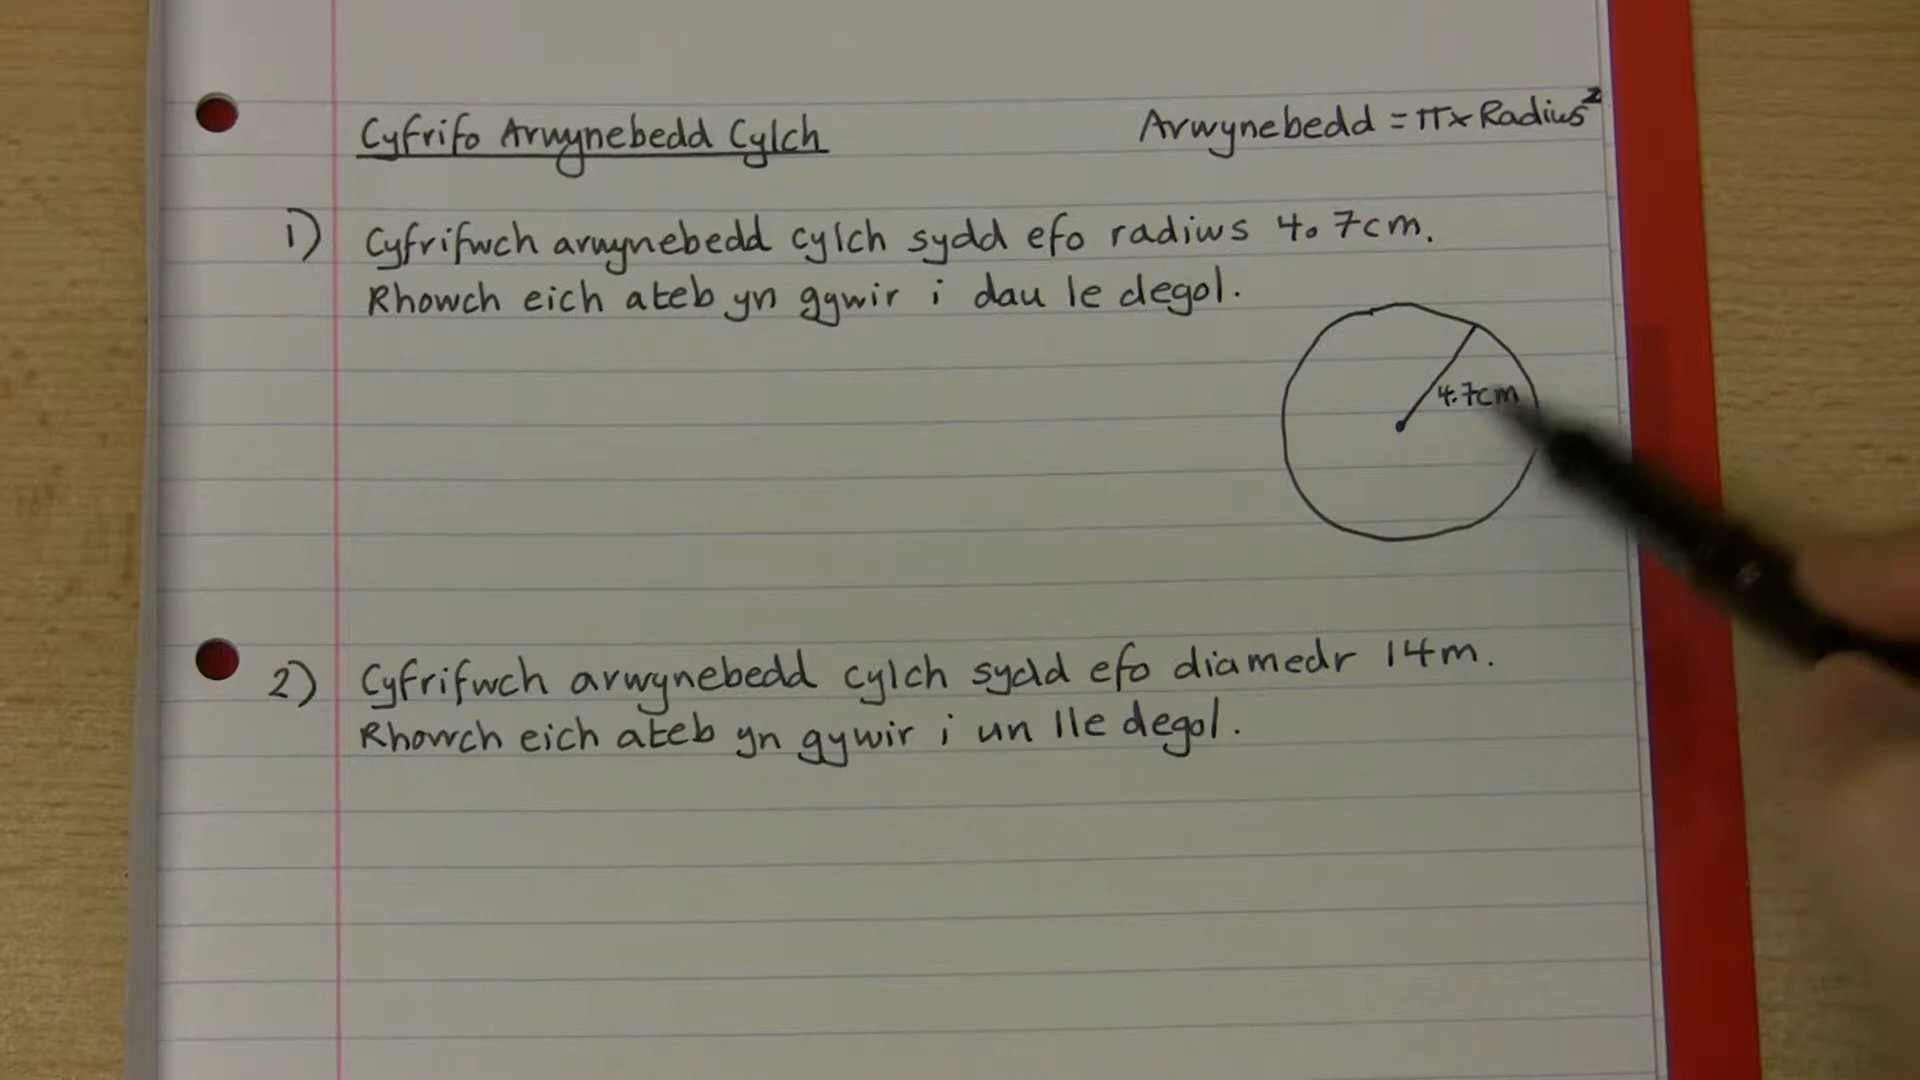 Cyfrifo Arwynebedd Cylch
Arwynebedd = π x Radiws²
1) Cyfrifwch arwynebedd cylch sydd efo radiws 4.7cm.
Rhowch eich ateb yn gywir i dau le degol.
4.7cm
2) Cyfrifwch arwynebedd cylch sydd efo diamedr 14m.
Rhowch eich ateb yn gywir i un lle degol.